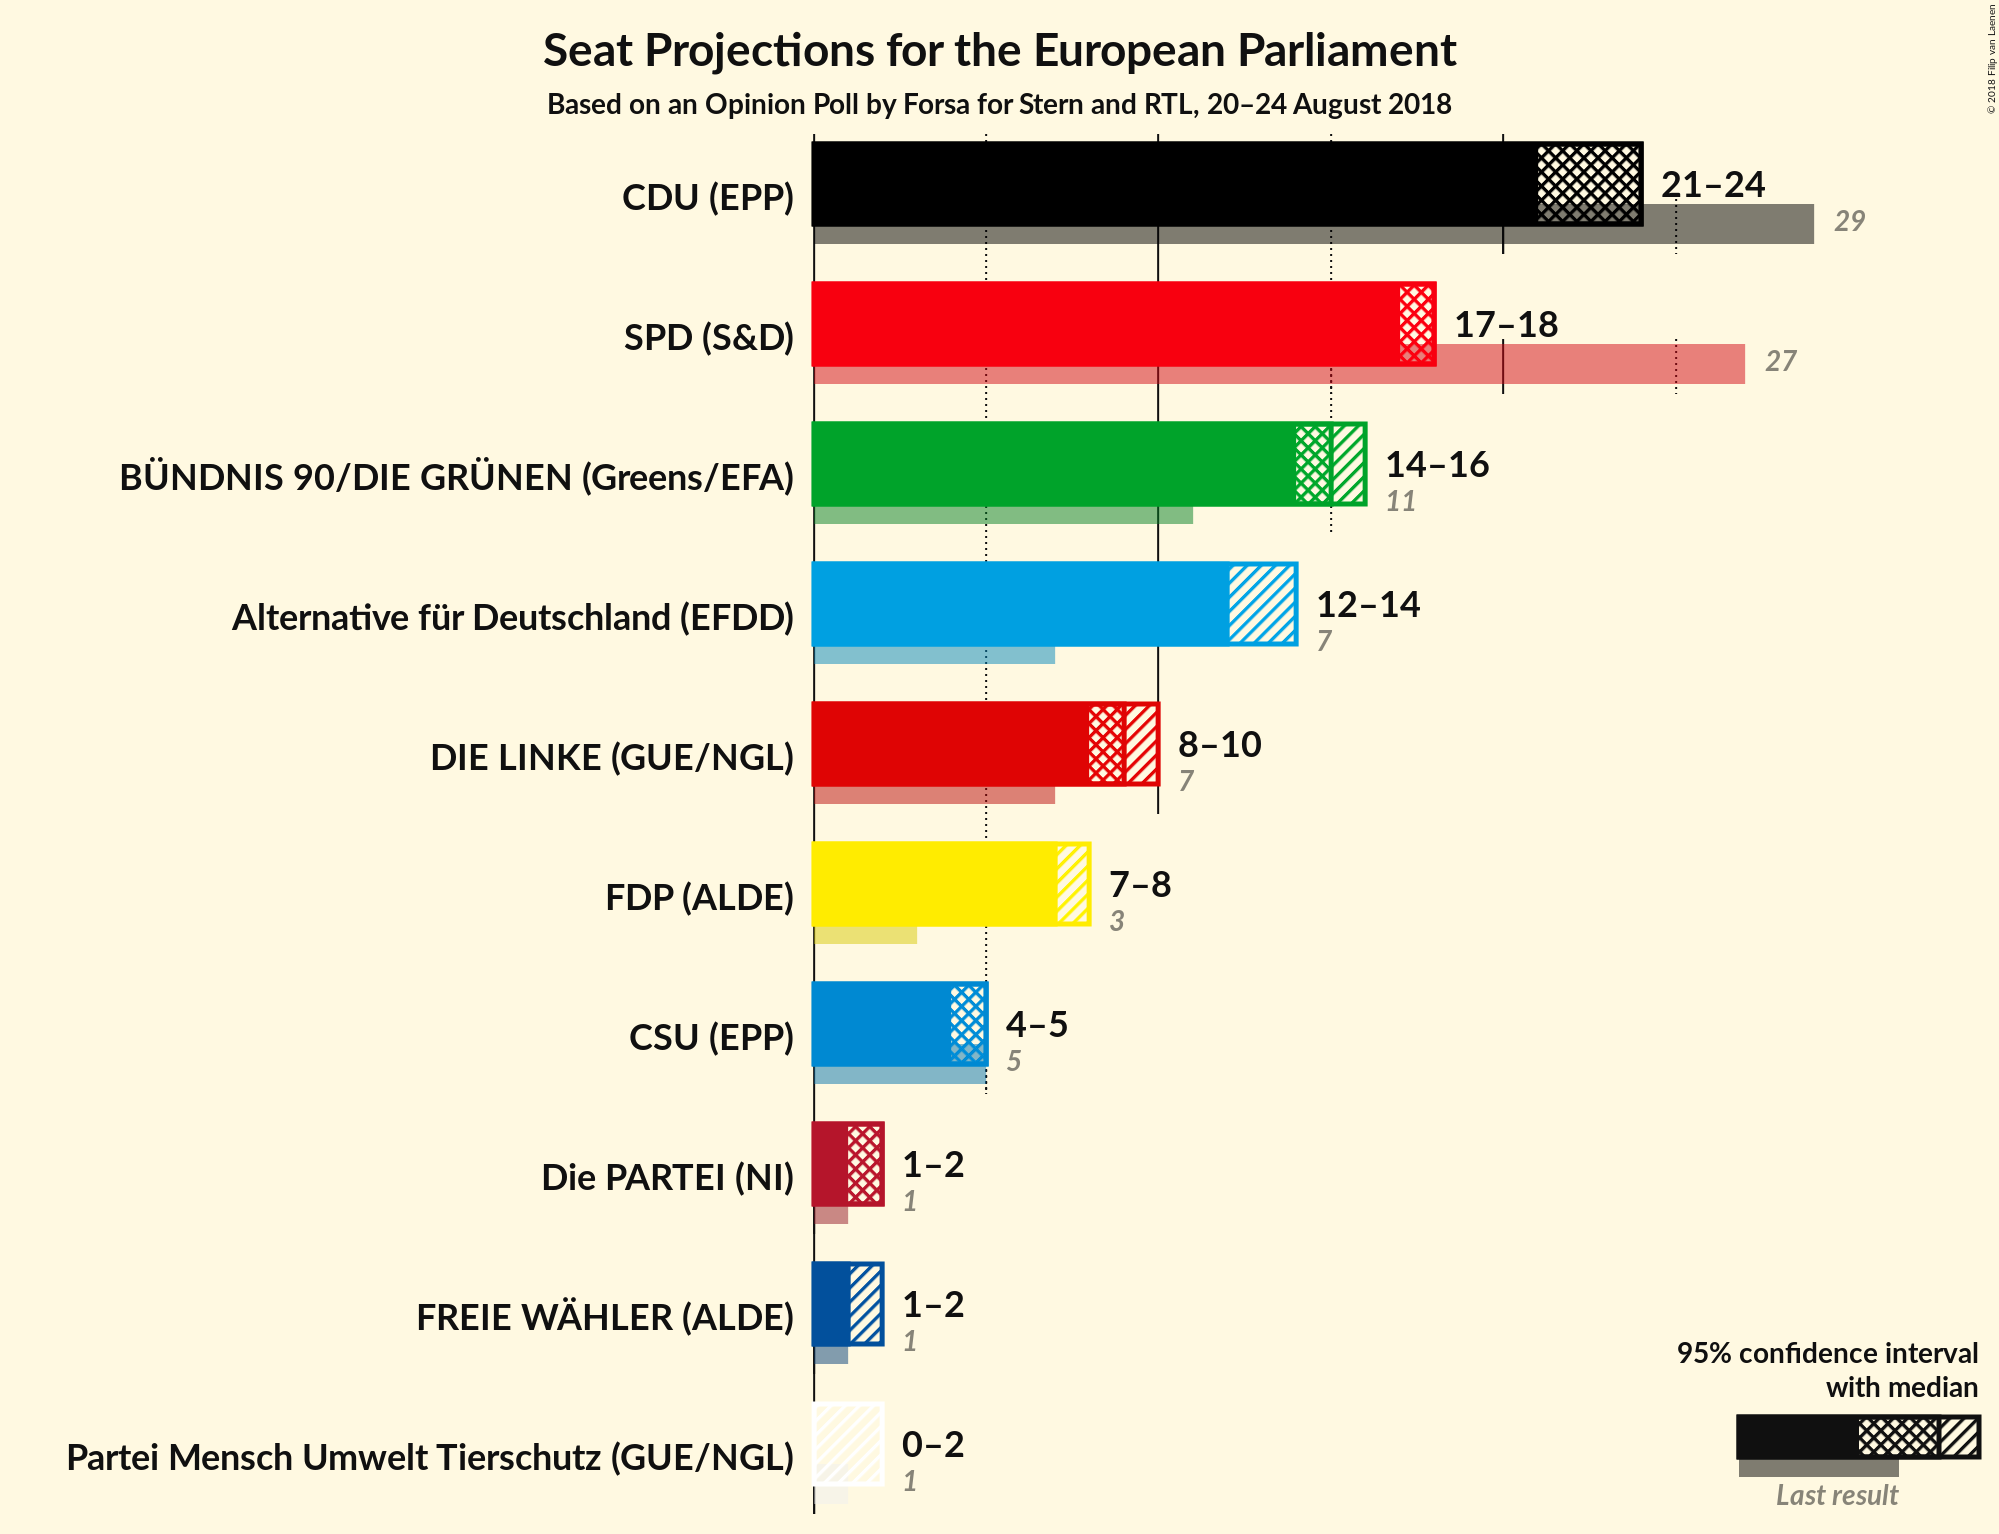 Seat Projections for the European Parliament
Based on an Opinion Poll by Forsa for Stern and RTL, 20–24 August 2018
© 2018 Filip van Laenen
CDU (EPP)
21–24
29
SPD (S&D)
17–18
27
BÜNDNIS 90/DIE GRÜNEN (Greens/EFA)
14–16
11
Alternative für Deutschland (EFDD)
12–14
7
DIE LINKE (GUE/NGL)
8–10
7
FDP (ALDE)
7–8
3
CSU (EPP)
4–5
5
Die PARTEI (NI)
1–2
1
FREIE WÄHLER (ALDE)
1–2
1
Partei Mensch Umwelt Tierschutz (GUE/NGL)
0–2
1
95% confidence interval
with median
Last result